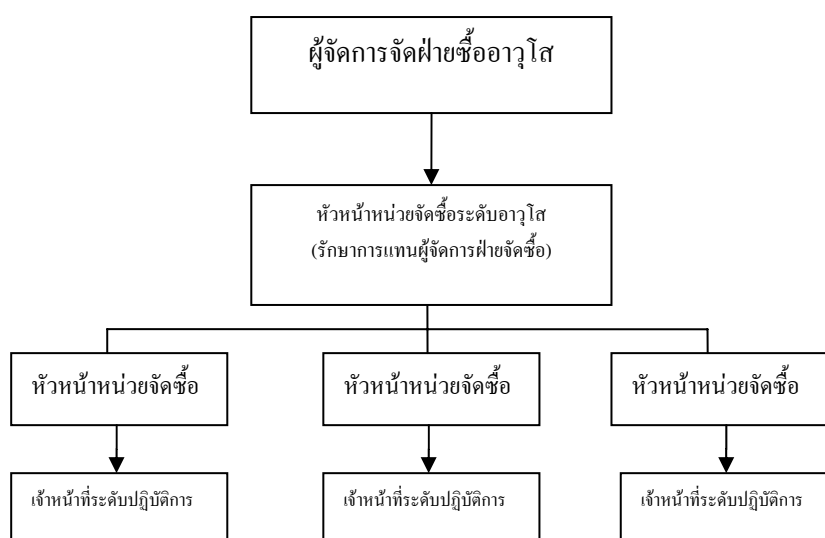 ผู้จัดการจัดฝ่ายซื้ออาวุโส
หัวหน้าหน่วยจัดซื้อระดับอาวุโส
(รักษาการแทนผู้จัดการฝ่ายจัดซื้อ)
หัวหน้าหน่วยจัดซื้อ
หัวหน้าหน่วยจัดซื้อ
หัวหน้าหน่วยจัดซื้อ
เจ้าหน้าที่ระดับปฏิบัติการ
เจ้าหน้าที่ระดับปฏิบัติการ
เจ้าหน้าที่ระดับปฏิบัติการ